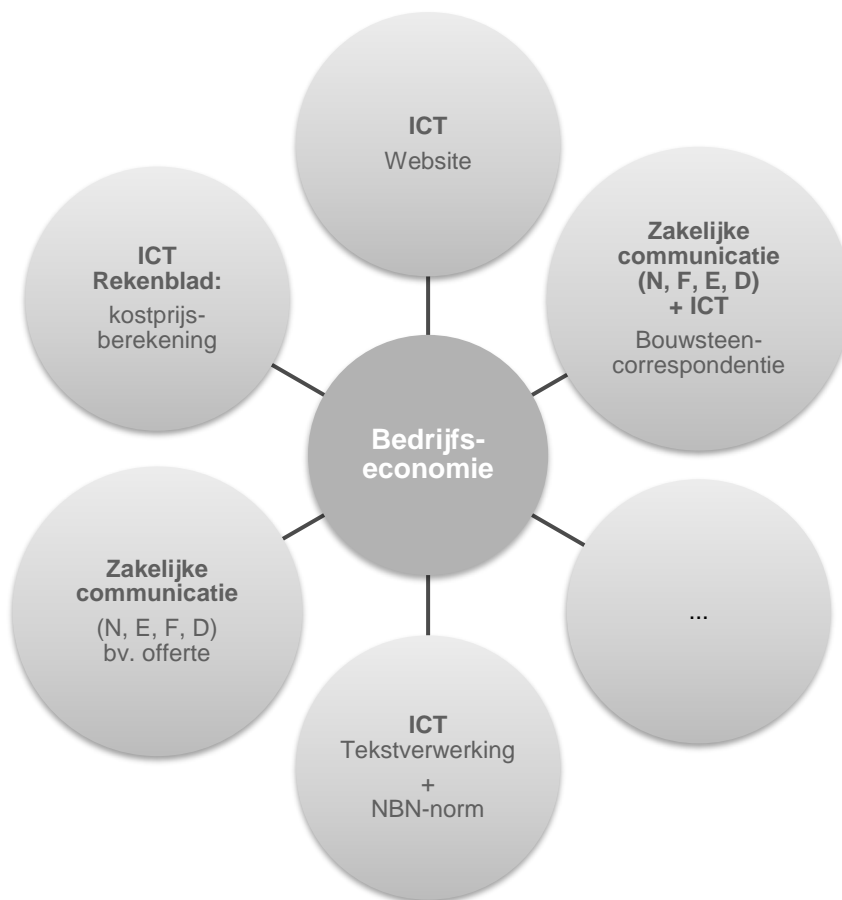 ICT
Website
Zakelijke
communicatie
(N, F, E, D)
+ ICT
Bouwsteen-
correspondentie
ICT
Rekenblad:
kostprijs-
berekening
Bedrijfs-
economie
Zakelijke
communicatie
(N, E, F, D)
bv. offerte
...
ICT
Tekstverwerking
+
NBN-norm